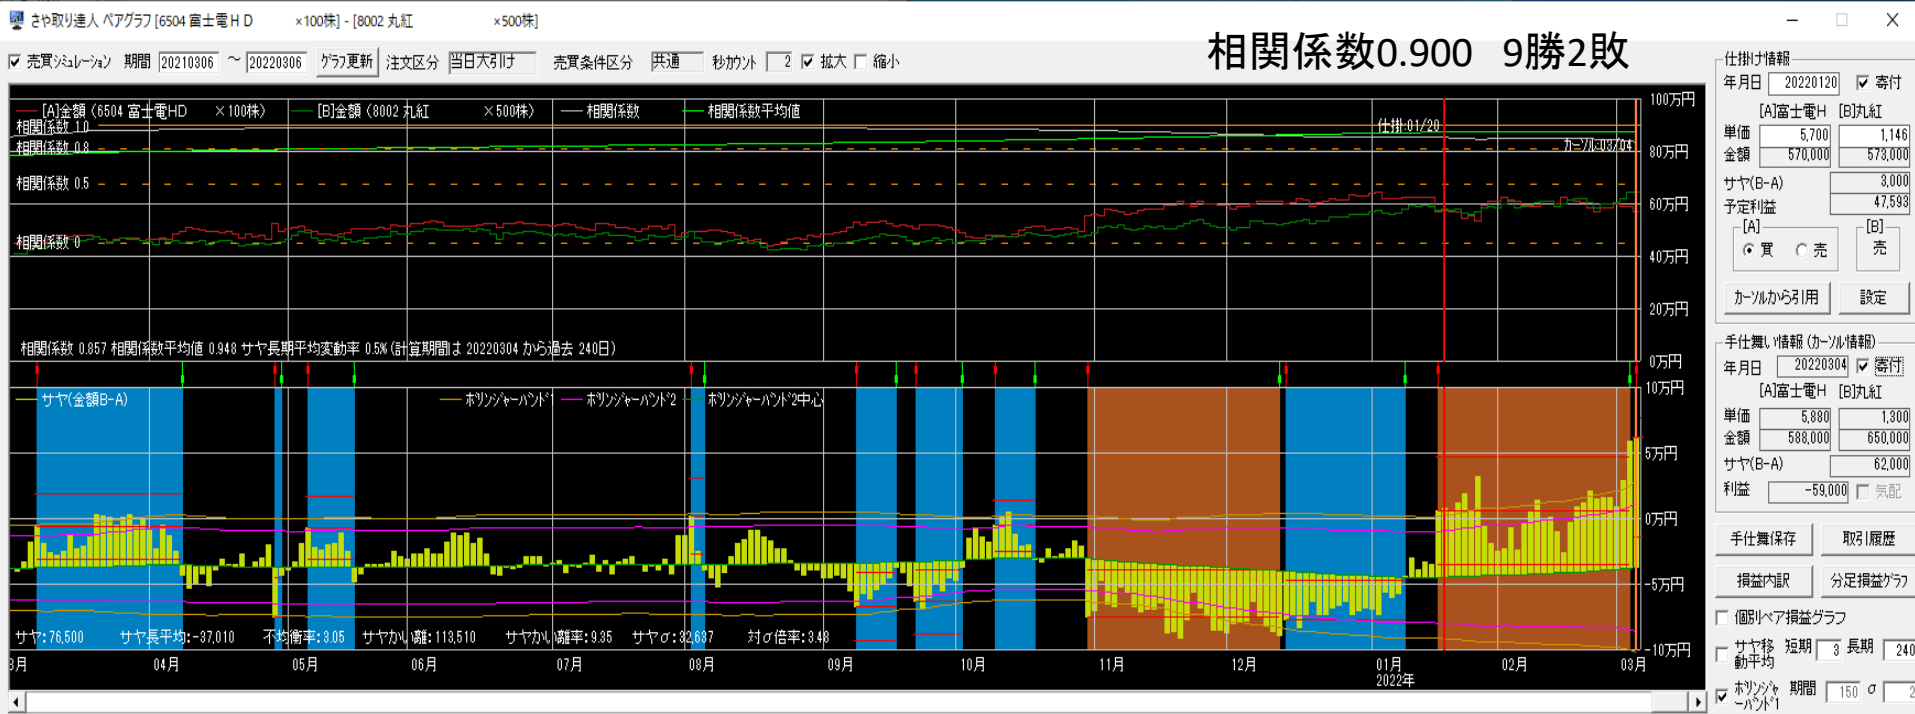 さや取り達人 ペアグラフ [6504 富士電ＨＤ ×100株] - [8002 丸紅 ×500株]
相関係数0.900 9勝2敗
売買シミュレーション 期間 20210306 ～ 20220306 グラフ更新 注文区分 当日大引け 売買条件区分 共通 秒カウント 2 拡大 縮小
[A]金額 (6504 富士電HD ×100株) [B]金額 (8002 丸紅 ×500株) 相関係数 相関係数平均値
相関係数 1.0
相関係数 0.8
相関係数 0.5
相関係数 0
仕掛:01/20
カーソル:03/04
100万円
80万円
60万円
40万円
20万円
0万円
相関係数 0.857 相関係数平均値 0.948 サヤ長期平均変動率 0.5% (計算期間は 20220304 から過去 240日)
サヤ(金額B-A) ボリンジャーバンド1 ボリンジャーバンド2 ボリンジャーバンド2中心
10万円
5万円
0万円
-5万円
-10万円
サヤ: 76,500 サヤ長平均:-37,010 不均衡率:3.05 サヤかい離:113,510 サヤかい離率:9.35 サヤσ:32,637 対σ倍率:3.48
3月 04月 05月 06月 07月 08月 09月 10月 11月 12月 01月 02月 03月
2022年
仕掛け情報
年月日 20220120 寄付
[A]富士電H [B]丸紅
単価 5,700 1,146
金額 570,000 573,000
サヤ(B-A) 3,000
予定利益 47,593
[A] [B]
買 売 売
カーソルから引用 設定
手仕舞い情報 (カーソル情報)
年月日 20220304 寄付
[A]富士電H [B]丸紅
単価 5,880 1,300
金額 588,000 650,000
サヤ(B-A) 62,000
利益 -59,000 気配
手仕舞保存 取引履歴
損益内訳 分足損益グラフ
個別ペア損益グラフ
サヤ移動平均 短期 3 長期 240
ボリンジャーバンド1 期間 150 σ 2